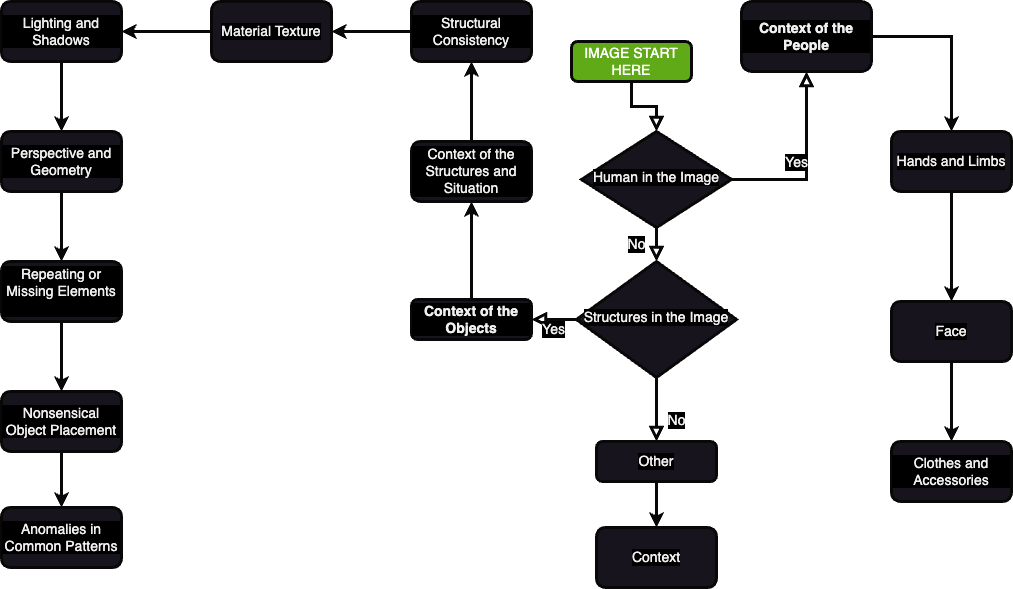 Lighting and
Shadows
Material Texture
Structural
Consistency
IMAGE START
HERE
Context of the
People
Perspective and
Geometry
Context of the
Structures and
Situation
Human in the Image
Yes
Hands and Limbs
No
Repeating or
Missing Elements
Context of the
Objects
Yes
Structures in the Image
Face
Nonsensical
Object Placement
No
Other
Clothes and
Accessories
Anomalies in
Common Patterns
Context